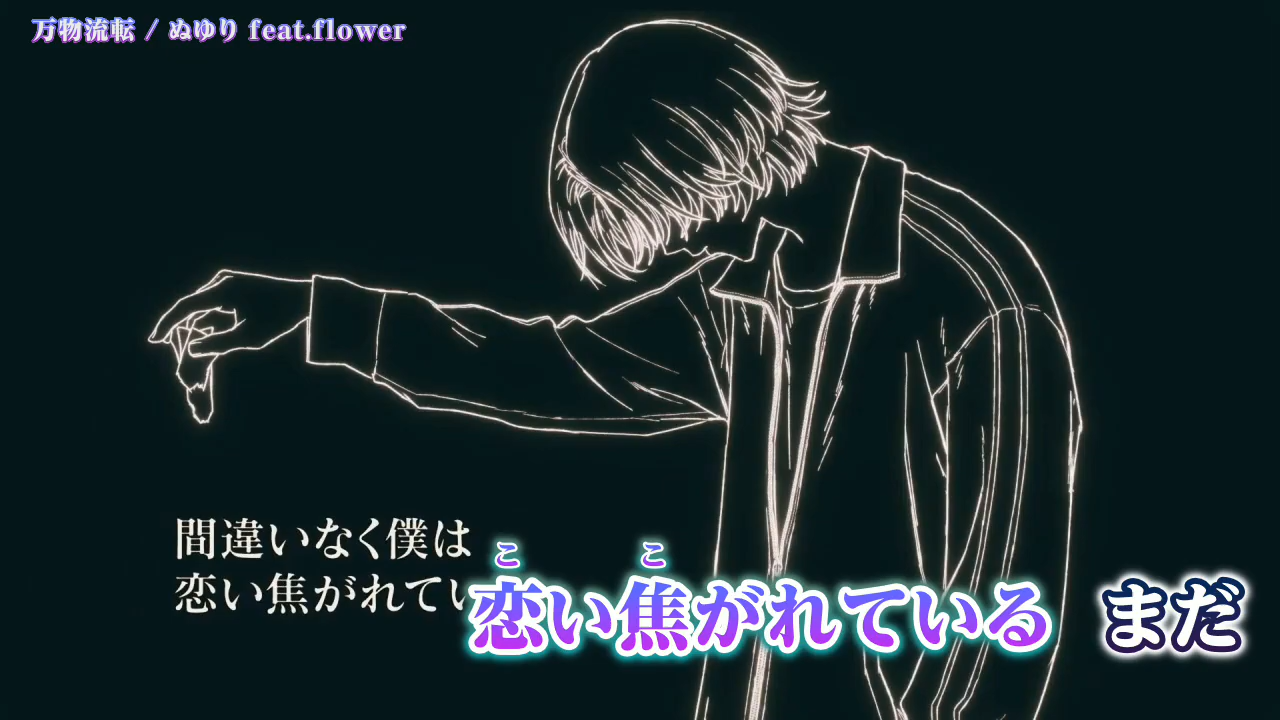 万物流転 / ぬゆり feat.flower
間違いなく僕は
恋い焦がれてい
こ こ
恋い焦がれている まだ